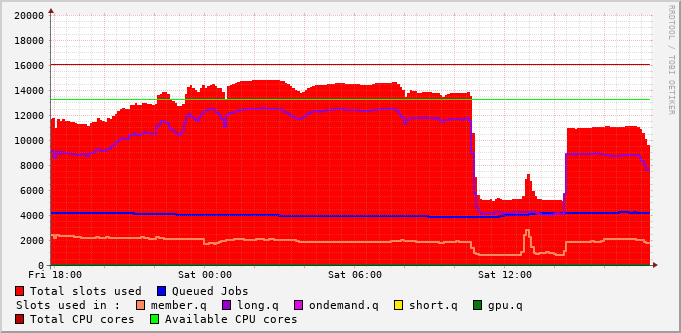 20000
18000
16000
14000
12000
10000
8000
6000
4000
2000
0
Fri 18:00 Sat 00:00 Sat 06:00 Sat 12:00
RRDTOOL / TOBI OETIKER
Total slots used Queued Jobs
Slots used in : member.q long.q ondemand.q short.q gpu.q
Total CPU cores Available CPU cores